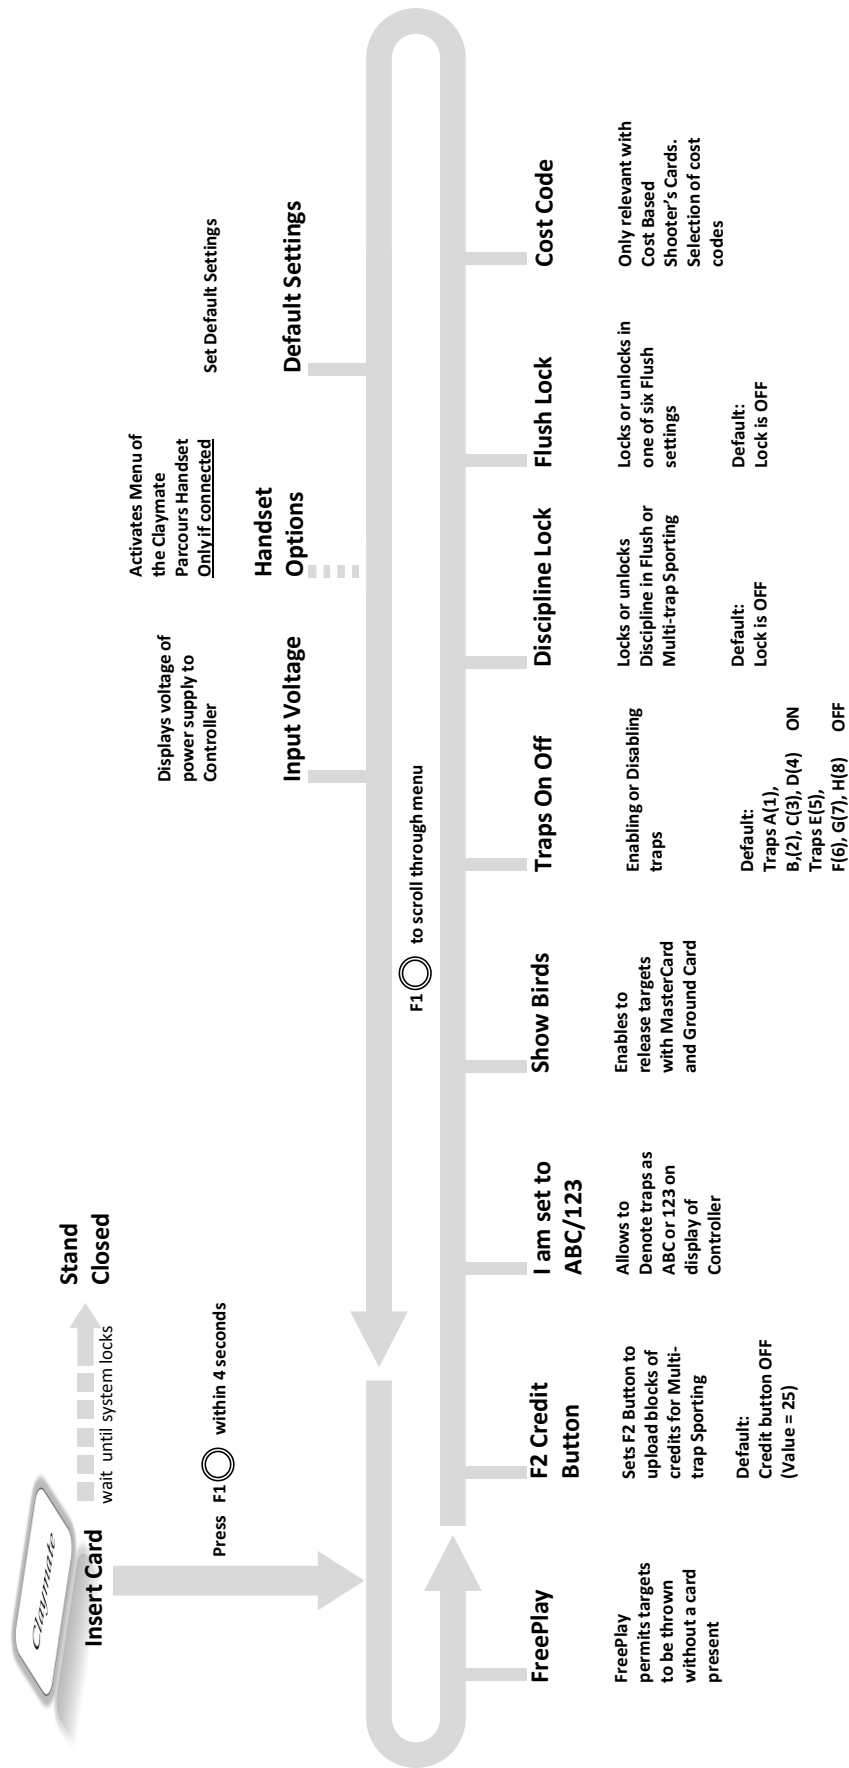 Claymate
Insert Card
wait until system locks
Stand
Closed
Press F1 within 4 seconds
Displays voltage of
power supply to
Controller
Input Voltage
Activates Menu of
the Claymate
Parcours Handset
Only if connected
Handset
Options
Set Default Settings
Default Settings
F1 to scroll through menu
FreePlay
FreePlay
permits targets
to be thrown
without a card
present
F2 Credit
Button
Sets F2 Button to
upload blocks of
credits for Multi-
trap Sporting
Default:
Credit button OFF
(Value = 25)
I am set to
ABC/123
Allows to
Denote traps as
ABC or 123 on
display of
Controller
Show Birds
Enables to
release targets
with MasterCard
and Ground Card
Traps On Off
Enabling or Disabling
traps
Default:
Traps A(1),
B,(2), C(3), D(4) ON
Traps E(5),
F(6), G(7), H(8) OFF
Discipline Lock
Locks or unlocks
Discipline in Flush or
Multi-trap Sporting
Default:
Lock is OFF
Flush Lock
Locks or unlocks in
one of six Flush
settings
Default:
Lock is OFF
Cost Code
Only relevant with
Cost Based
Shooter’s Cards.
Selection of cost
codes